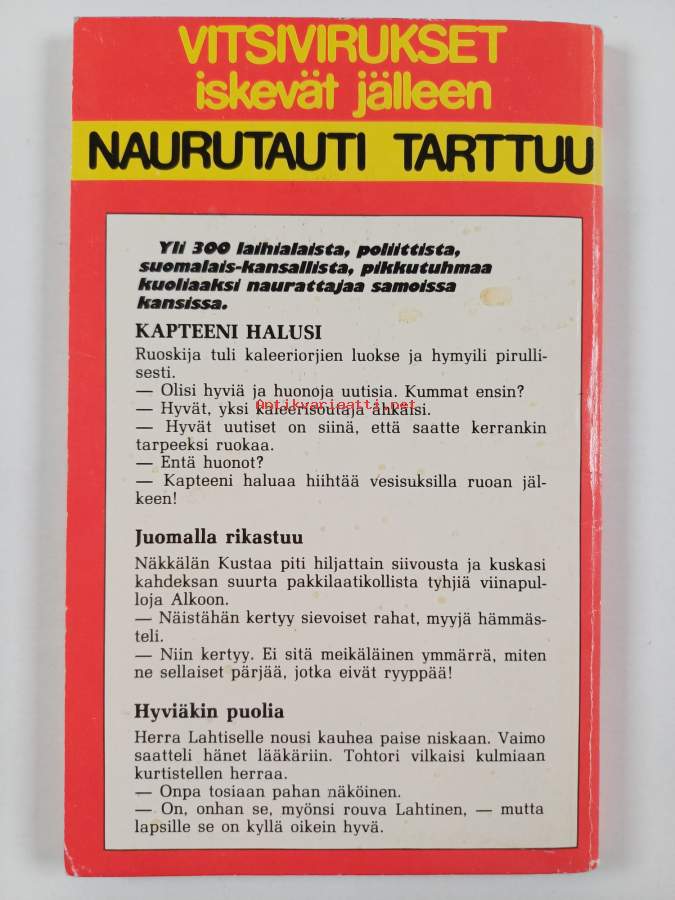 VITSIVIRUKSET
iskevät jälleen
NAURUTAUTI TARTTUU
Yli 300 laihialaista, poliittista,
suomalais-kansallista, pikkutuhmaa
kuoliaaksi naurattajaa samoissa
kansissa.
KAPTEENI HALUSI
Ruoskija tuli kaleeriorjien luokse ja hymyili pirulli-
sesti.
— Olisi hyviä ja huonoja uutisia. Kummat ensin?
— Hyvät, yksi kaleerisoutaja ähkäisi.
Antikvariaatti.net
— Hyvät uutiset on siinä, että saatte kerrankin
tarpeeksi ruokaa.
— Entä huonot?
— Kapteeni haluaa hiihtää vesisuksilla ruoan jäl-
keen!
Juomalla rikastuu
Näkkälän Kustaa piti hiljattain siivousta ja kuskasi
kahdeksan suurta pakkilaatikollista tyhjiä viinapul-
loja Alkoon.
— Näistähän kertyy sievoiset rahat, myyjä hämmäs-
teli.
— Niin kertyy. Ei sitä meikäläinen ymmärrä, miten
ne sellaiset pärjää, jotka eivät ryyppää!
Hyviäkin puolia
Herra Lahtiselle nousi kauhea paise niskaan. Vaimo
saatteli hänet lääkäriin. Tohtori vilkaisi kulmiaan
kurtistellen herraa.
— Onpa tosiaan pahan näköinen.
— On, onhan se, myönsi rouva Lahtinen, — mutta
lapsille se on kyllä oikein hyvä.